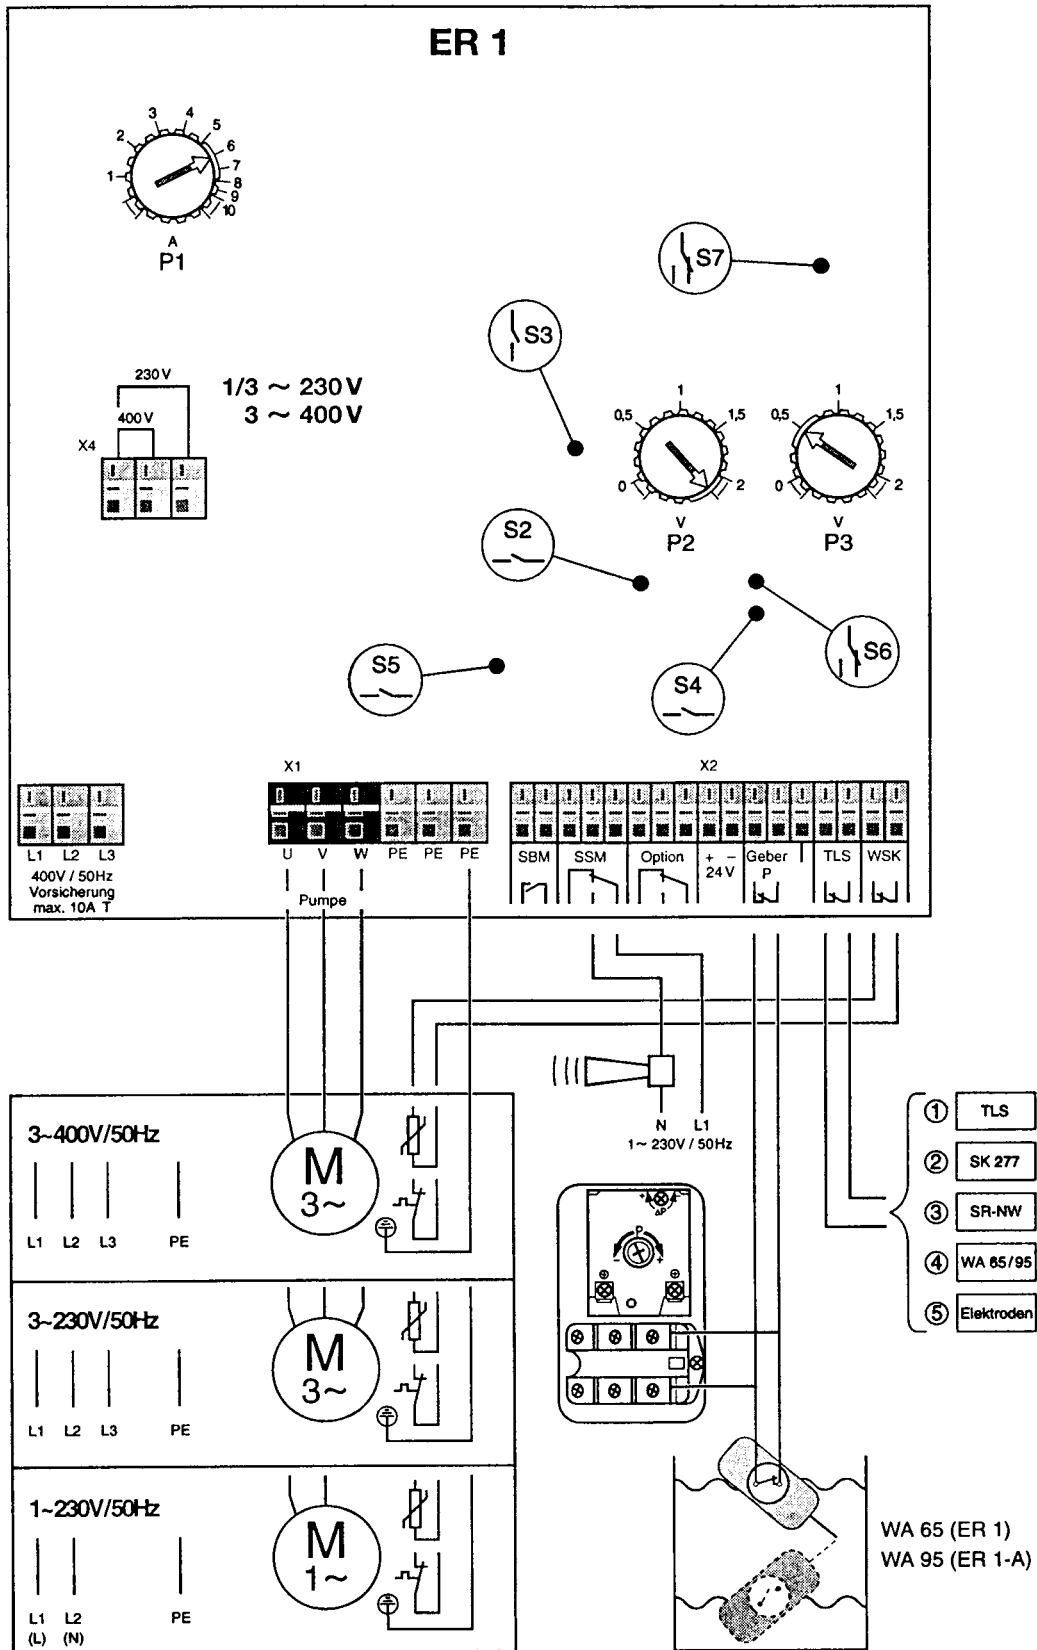 ER 1
1
2
3
4
5
6
7
8
9
10
A
P1
S7
S3
230 V
400 V
X4
1/3 ~ 230 V
3 ~ 400 V
0
0,5
1
1,5
2
V
P2
0
0,5
1
1,5
2
V
P3
S2
S5
S4
S6
X1
X2
L1 L2 L3
400V / 50Hz
Vorsicherung
max. 10A T
U V W PE PE PE
Pumpe
SBM SSM Option + − Geber TLS WSK
24 V P
N L1
1 ~ 230V / 50Hz
3~400V/50Hz
L1 L2 L3 PE
M
3~
3~230V/50Hz
L1 L2 L3 PE
M
3~
1~230V/50Hz
L1 L2 PE
(L) (N)
M
1~
+
ΔP
P
− +
1 TLS
2 SK 277
3 SR-NW
4 WA 65/95
5 Elektroden
WA 65 (ER 1)
WA 95 (ER 1-A)